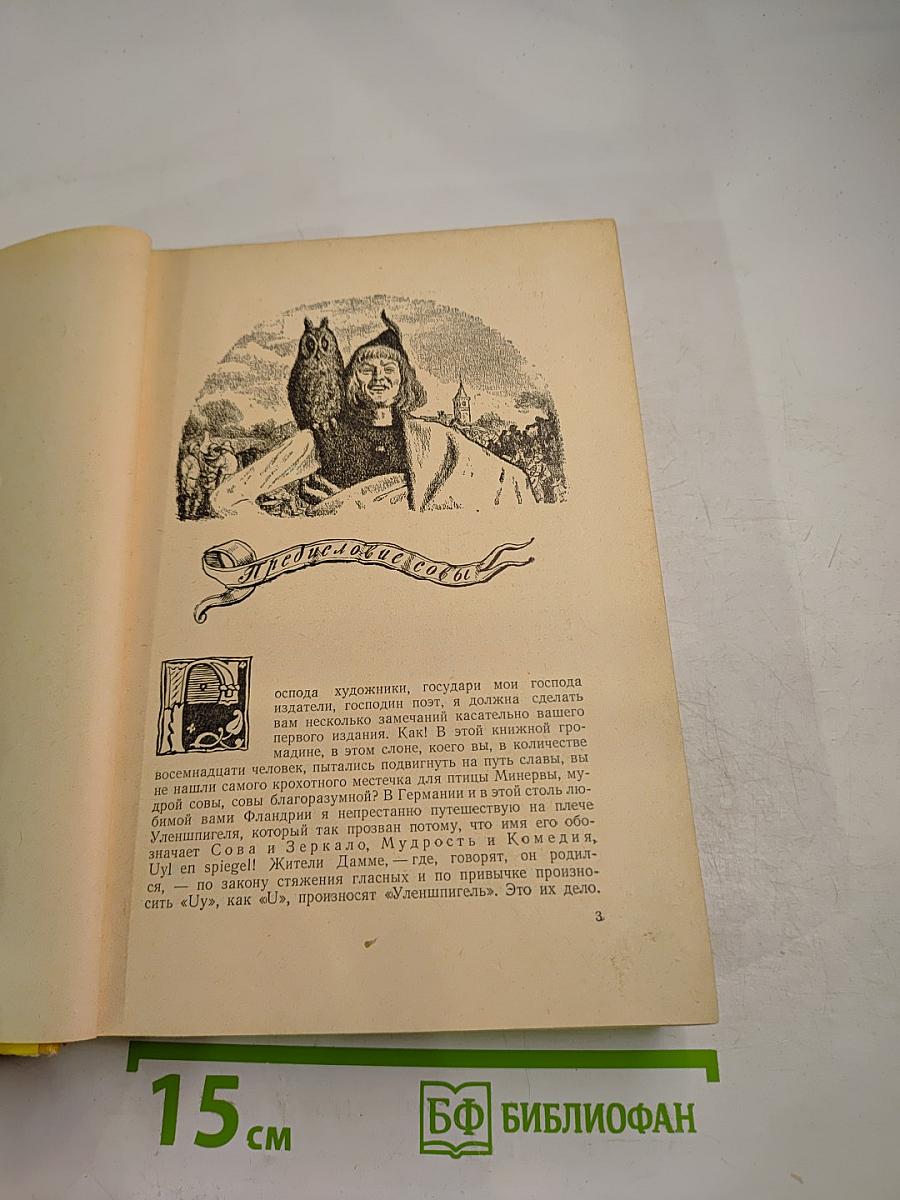 Предисловие совы
Господа художники, государи мои господа
издатели, господин поэт, я должна сделать
вам несколько замечаний касательно вашего
первого издания. Как! В этой книжной гро-
мадине, в этом слоне, коего вы, в количестве
восемнадцати человек, пытались подвигнуть на путь славы, вы
не нашли самого крохотного местечка для птицы Минервы, му-
дрой совы, совы благоразумной? В Германии и в этой столь лю-
бимой вами Фландрии я непрестанно путешествую на плече
Уленшпигеля, который так прозван потому, что имя его обо-
значает Сова и Зеркало, Мудрость и Комедия,
Uyl en spiegel! Жители Дамме, — где, говорят, он родил-
ся, — по закону стяжения гласных и по привычке произно-
сить «Uy», как «U», произносят «Уленшпигель». Это их дело.
3
15 см
БФ БИБЛИОФАН